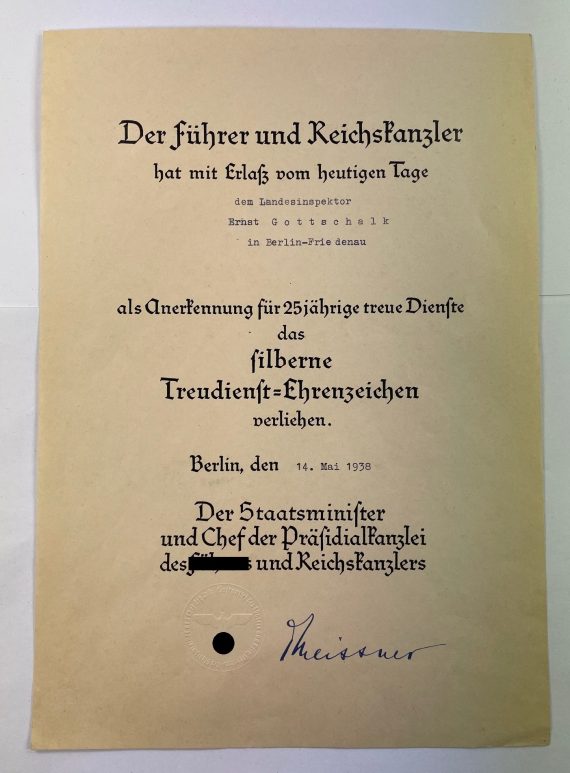 Der Führer und Reichskanzler
hat mit Erlaß vom heutigen Tage
dem Landesinspektor
Ernst G o t t s c h a l k
in Berlin-Friedenau
als Anerkennung für 25jährige treue Dienste
das
silberne
Treudienst=Ehrenzeichen
verliehen.
Berlin, den 14. Mai 1938
Der Staatsminister
und Chef der Präsidialkanzlei
des und Reichskanzlers
Meissner